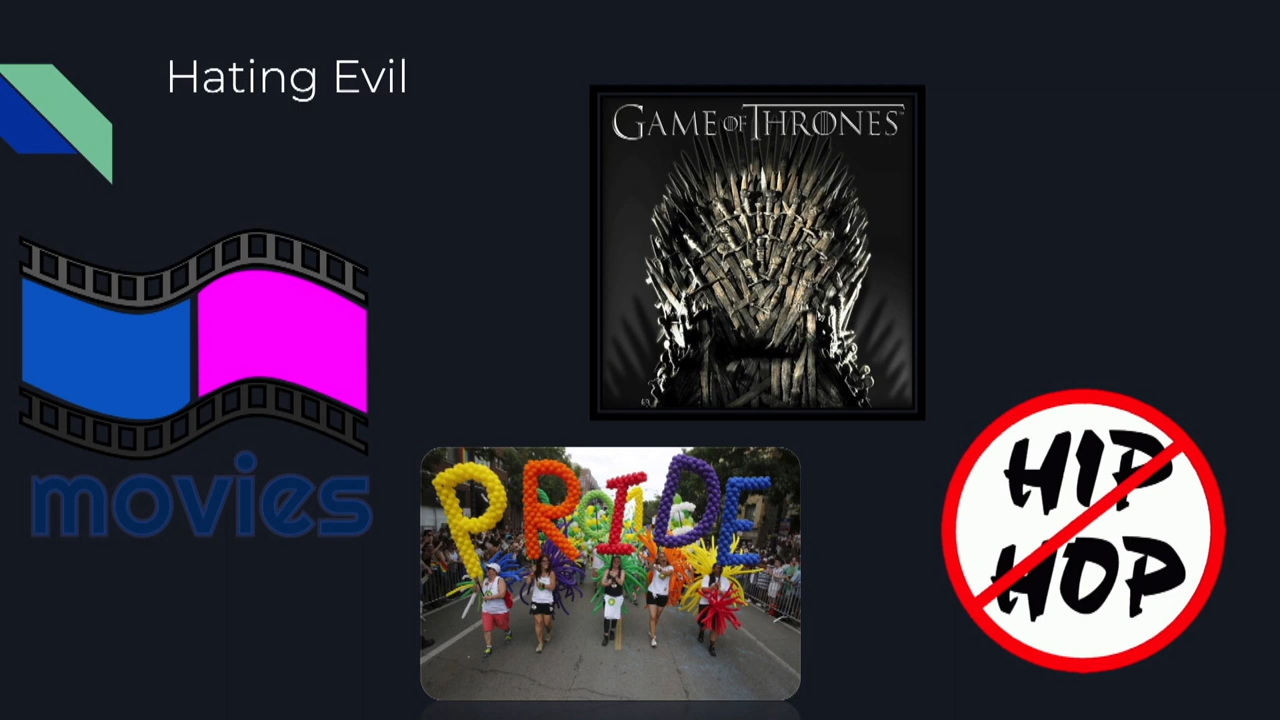 Hating Evil
GAME OF THRONES
movies
PRIDE
HIP
HOP